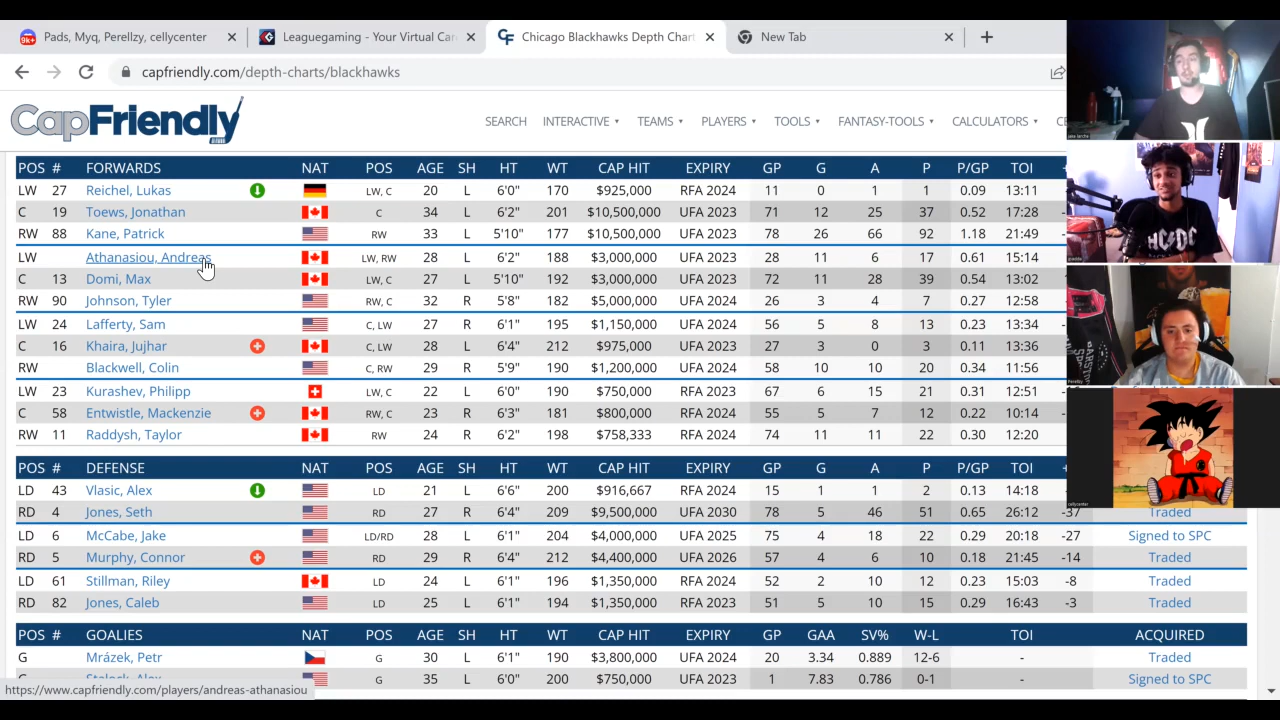 9k+ Pads, Myq, Perellzy, cellycenter
Leaguegaming - Your Virtual Car
Chicago Blackhawks Depth Chart
New Tab
capfriendly.com/depth-charts/blackhawks
CapFriendly
SEARCH INTERACTIVE TEAMS PLAYERS TOOLS FANTASY-TOOLS CALCULATORS
POS # FORWARDS NAT POS AGE SH HT WT CAP HIT EXPIRY GP G A P P/GP TOI
LW 27 Reichel, Lukas LW, C 20 L 6'0" 170 $925,000 RFA 2024 11 0 1 1 0.09 13:11
C 19 Toews, Jonathan C 34 L 6'2" 201 $10,500,000 UFA 2023 71 12 25 37 0.52 17:28
RW 88 Kane, Patrick RW 33 L 5'10" 177 $10,500,000 UFA 2023 78 26 66 92 1.18 21:49
LW Athanasiou, Andreas LW, RW 28 L 6'2" 188 $3,000,000 UFA 2023 28 11 6 17 0.61 15:14
C 13 Domi, Max LW, C 27 L 5'10" 192 $3,000,000 UFA 2023 72 11 28 39 0.54 13:02
RW 90 Johnson, Tyler RW, C 32 R 5'8" 182 $5,000,000 UFA 2024 26 3 4 7 0.27 12:58
LW 24 Lafferty, Sam C, LW 27 R 6'1" 195 $1,150,000 UFA 2024 56 5 8 13 0.23 13:34
C 16 Khaira, Jujhar C, LW 28 L 6'4" 212 $975,000 UFA 2023 27 3 0 3 0.11 13:36
RW Blackwell, Colin C, RW 29 R 5'9" 190 $1,200,000 UFA 2024 58 10 10 20 0.34 11:56
LW 23 Kurashev, Philipp LW, C 22 L 6'0" 190 $750,000 RFA 2023 67 6 15 21 0.31 12:51
C 58 Entwistle, Mackenzie RW, C 23 R 6'3" 181 $800,000 RFA 2024 55 5 7 12 0.22 10:14
RW 11 Raddysh, Taylor RW 24 R 6'2" 198 $758,333 RFA 2024 74 11 11 22 0.30 12:20
POS # DEFENSE NAT POS AGE SH HT WT CAP HIT EXPIRY GP G A P P/GP TOI
LD 43 Vlasic, Alex LD 21 L 6'6" 200 $916,667 RFA 2024 15 1 1 2 0.13 14:18
RD 4 Jones, Seth RD 27 R 6'4" 209 $9,500,000 UFA 2030 78 5 46 51 0.65 26:12 -37 Traded
LD 6 McCabe, Jake LD/RD 28 L 6'1" 204 $4,000,000 UFA 2025 75 4 18 22 0.29 20:18 -27 Signed to SPC
RD 5 Murphy, Connor RD 29 R 6'4" 212 $4,400,000 UFA 2026 57 4 6 10 0.18 21:45 -14 Traded
LD 61 Stillman, Riley LD 24 L 6'1" 196 $1,350,000 RFA 2024 52 2 10 12 0.23 15:03 -8 Traded
RD 82 Jones, Caleb LD 25 L 6'1" 194 $1,350,000 RFA 2023 51 5 10 15 0.29 16:43 -3 Traded
POS # GOALIES NAT POS AGE SH HT WT CAP HIT EXPIRY GP GAA SV% W-L TOI ACQUIRED
G Mrázek, Petr G 30 L 6'1" 190 $3,800,000 UFA 2024 20 3.34 0.889 12-6 - Traded
G Stalock, Alex G 35 L 6'0" 200 $750,000 UFA 2023 1 7.83 0.786 0-1 - Signed to SPC
https://www.capfriendly.com/players/andreas-athanasiou
AC DC
Perellzy
cellycenter